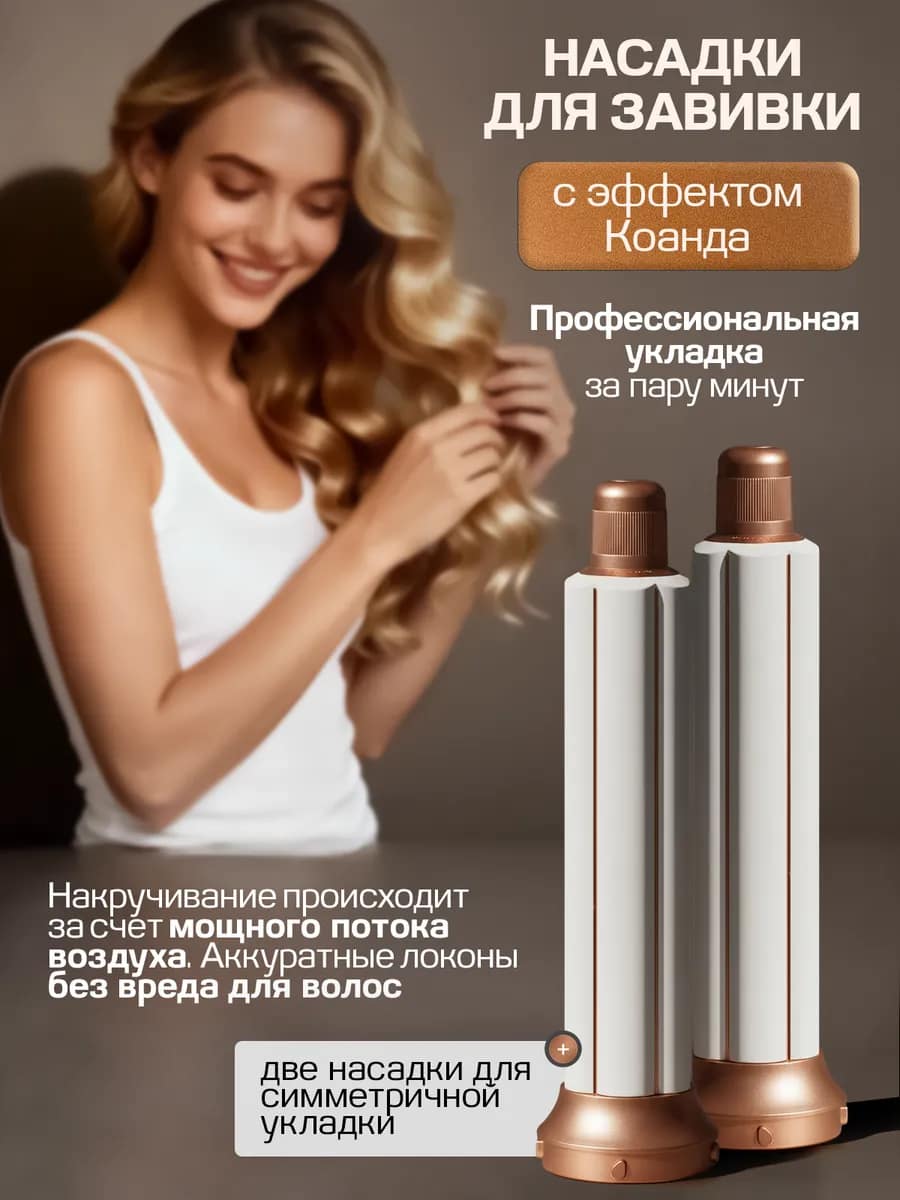 НАСАДКИ
ДЛЯ ЗАВИВКИ
с эффектом
Коанда
Профессиональная
укладка
за пару минут
Накручивание происходит
за счёт мощного потока
воздуха. Аккуратные локоны
без вреда для волос
+
две насадки для
симметричной
укладки